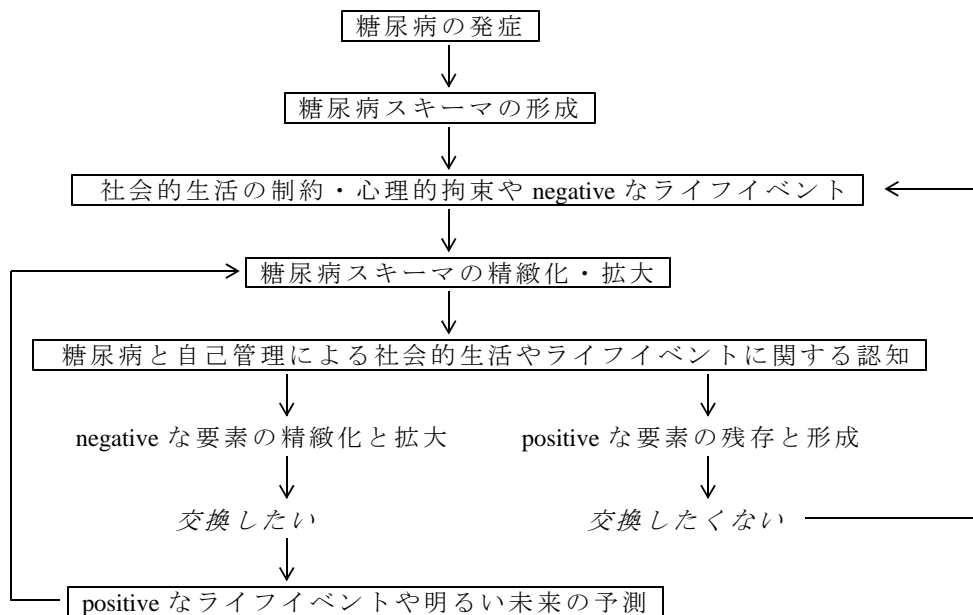 糖尿病の発症
糖尿病スキーマの形成
社会的生活の制約・心理的拘束や negative なライフイベント
糖尿病スキーマの精緻化・拡大
糖尿病と自己管理による社会的生活やライフイベントに関する認知
negative な要素の精緻化と拡大
positive な要素の残存と形成
交換したい
交換したくない
positive なライフイベントや明るい未来の予測